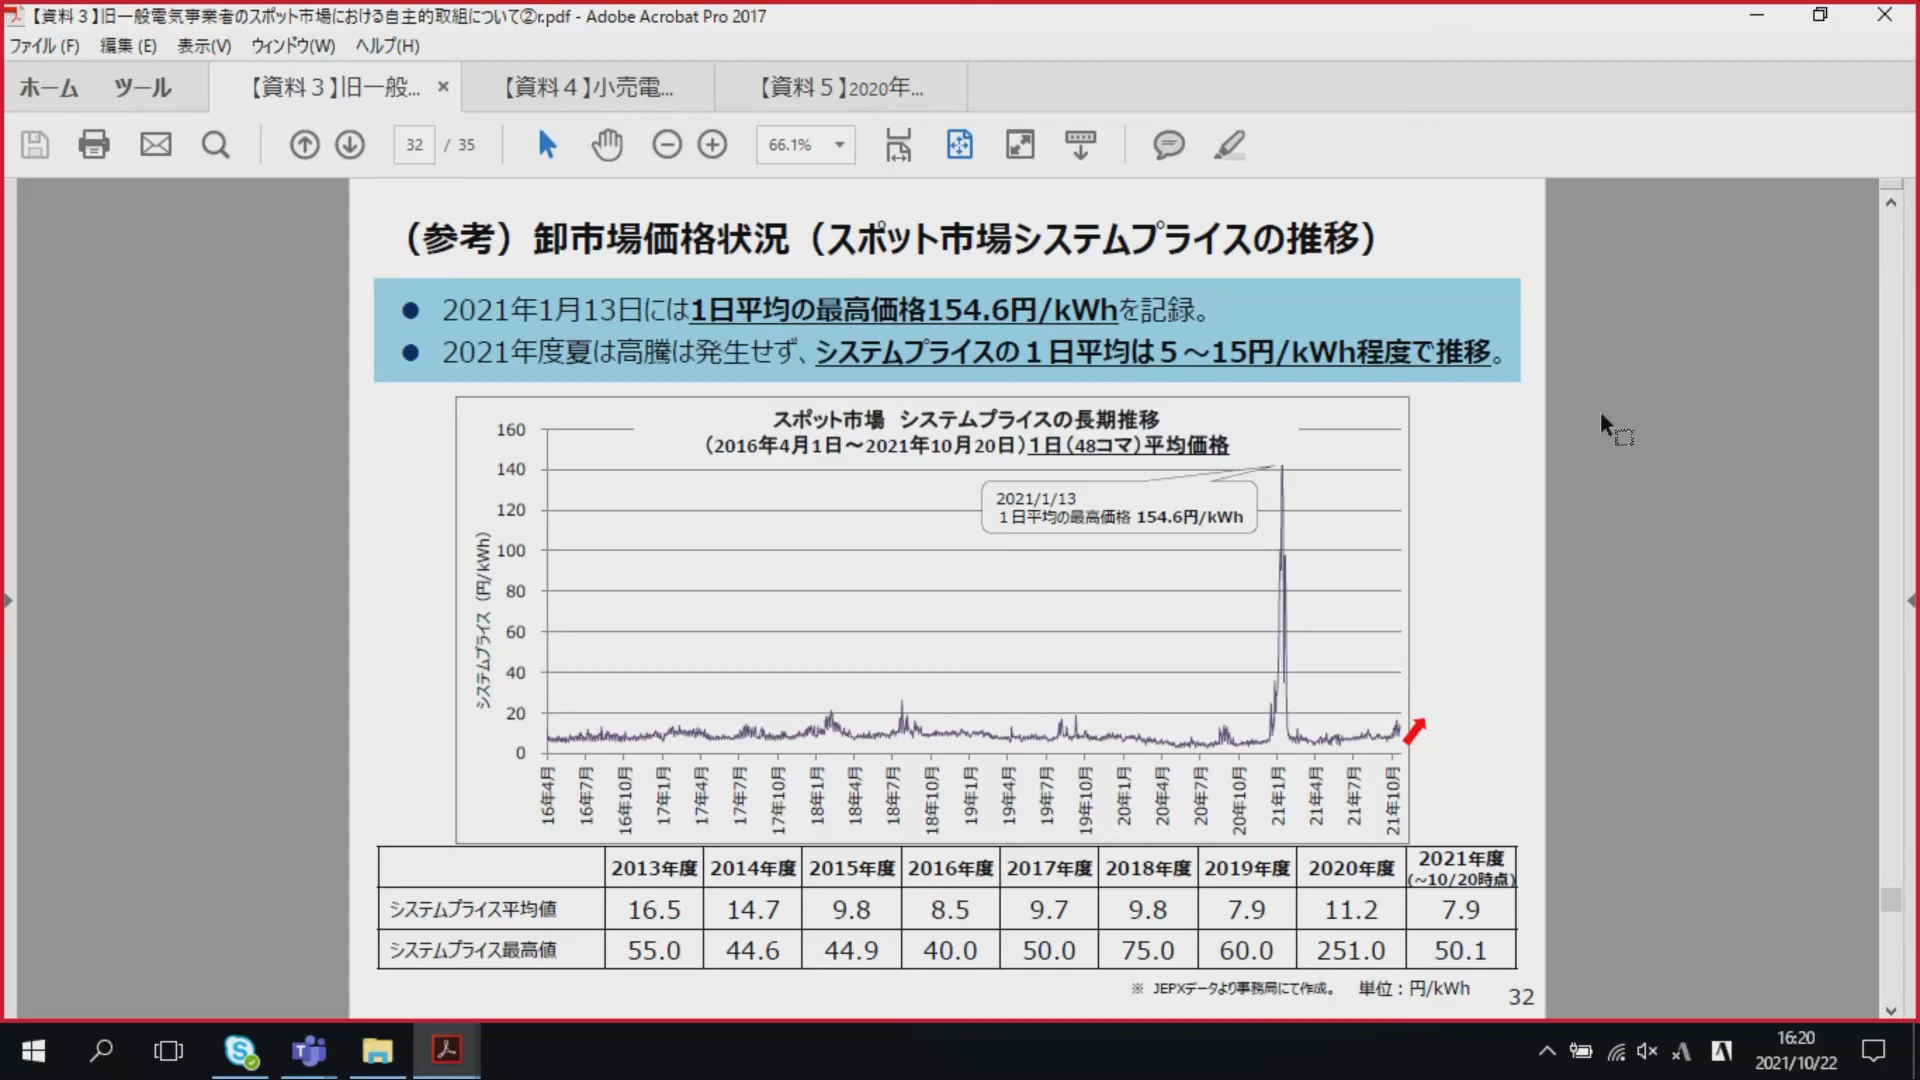 【資料３】旧一般電気事業者のスポット市場における自主的取組について②r.pdf - Adobe Acrobat Pro 2017
ファイル(F) 編集(E) 表示(V) ウィンドウ(W) ヘルプ(H)
ホーム ツール 【資料３】旧一般... × 【資料４】小売電... 【資料５】2020年...
32 / 35 66.1%
（参考）卸市場価格状況（スポット市場システムプライスの推移）
● 2021年1月13日には1日平均の最高価格154.6円/kWhを記録。
● 2021年度夏は高騰は発生せず、システムプライスの１日平均は５～15円/kWh程度で推移。
スポット市場 システムプライスの長期推移
（2016年4月1日～2021年10月20日）1日（48コマ）平均価格
2021/1/13
１日平均の最高価格 154.6円/kWh
システムプライス（円/kWh）
160
140
120
100
80
60
40
20
0
16年4月 16年7月 16年10月 17年1月 17年4月 17年7月 17年10月 18年1月 18年4月 18年7月 18年10月 19年1月 19年4月 19年7月 19年10月 20年1月 20年4月 20年7月 20年10月 21年1月 21年4月 21年7月 21年10月
2013年度 2014年度 2015年度 2016年度 2017年度 2018年度 2019年度 2020年度 2021年度
(~10/20時点)
システムプライス平均値 16.5 14.7 9.8 8.5 9.7 9.8 7.9 11.2 7.9
システムプライス最高値 55.0 44.6 44.9 40.0 50.0 75.0 60.0 251.0 50.1
※ JEPXデータより事務局にて作成。 単位：円/kWh
32
16:20
2021/10/22